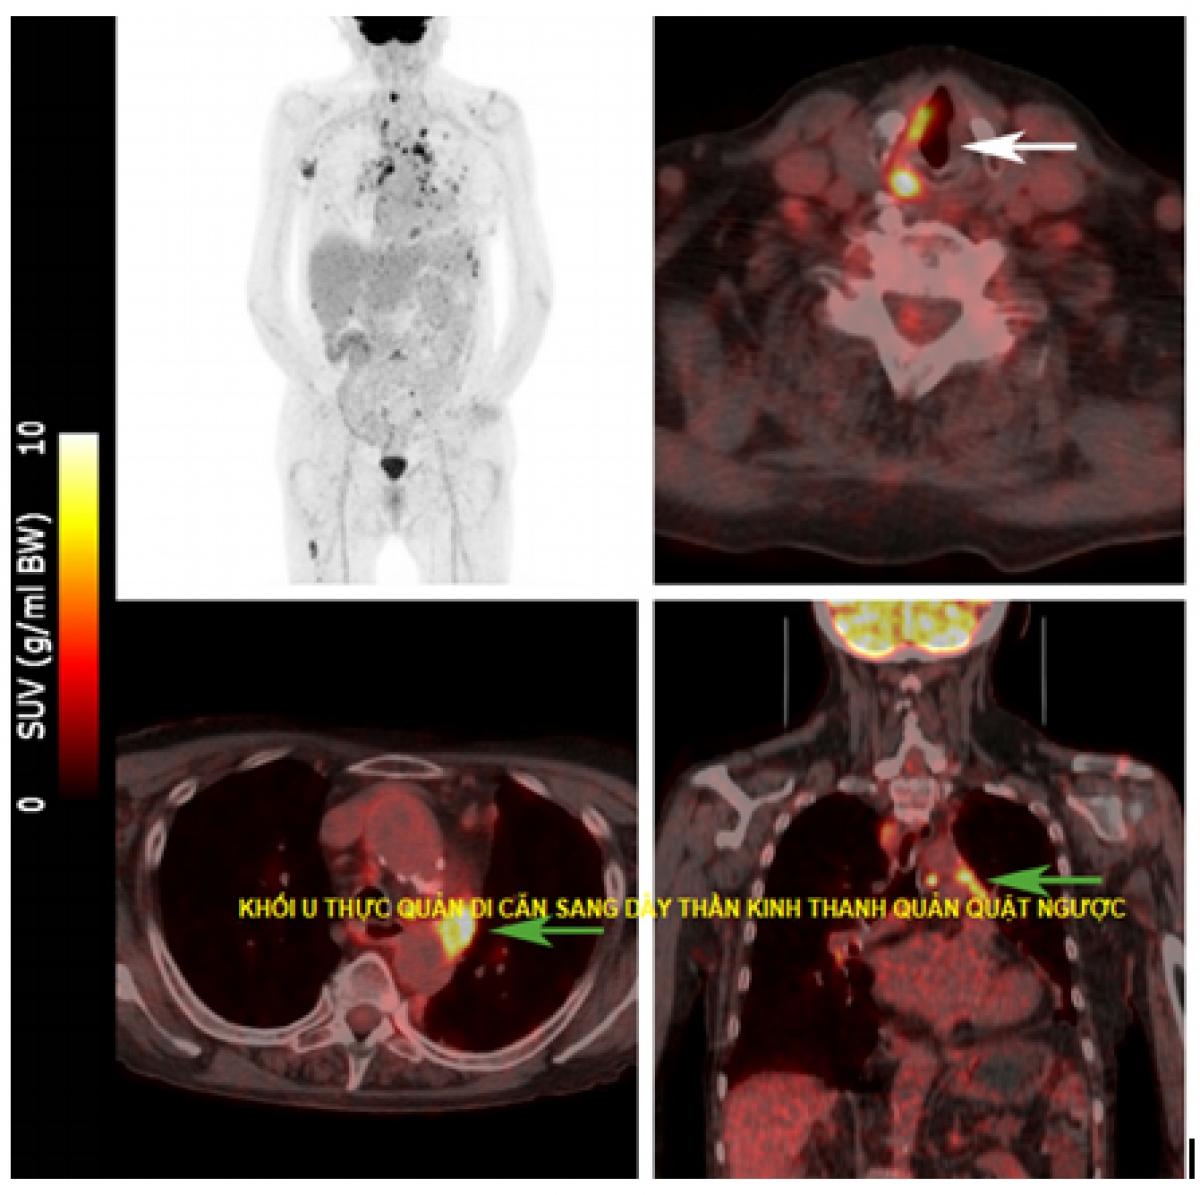 10
SUV (g/ml BW)
0
KHỐI U THỰC QUẢN DI CĂN SANG DÂY THẦN KINH THANH QUẢN QUẶT NGƯỢC